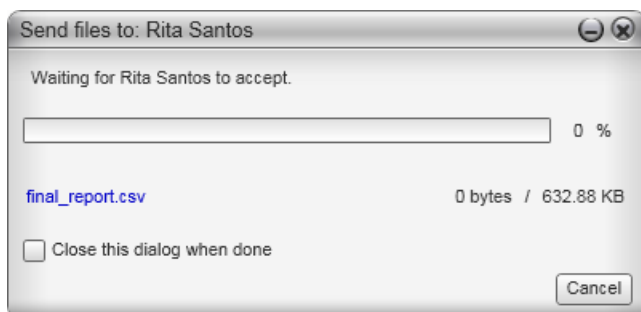 Send files to: Rita Santos
Waiting for Rita Santos to accept.
0 %
final_report.csv 0 bytes / 632.88 KB
Close this dialog when done
Cancel